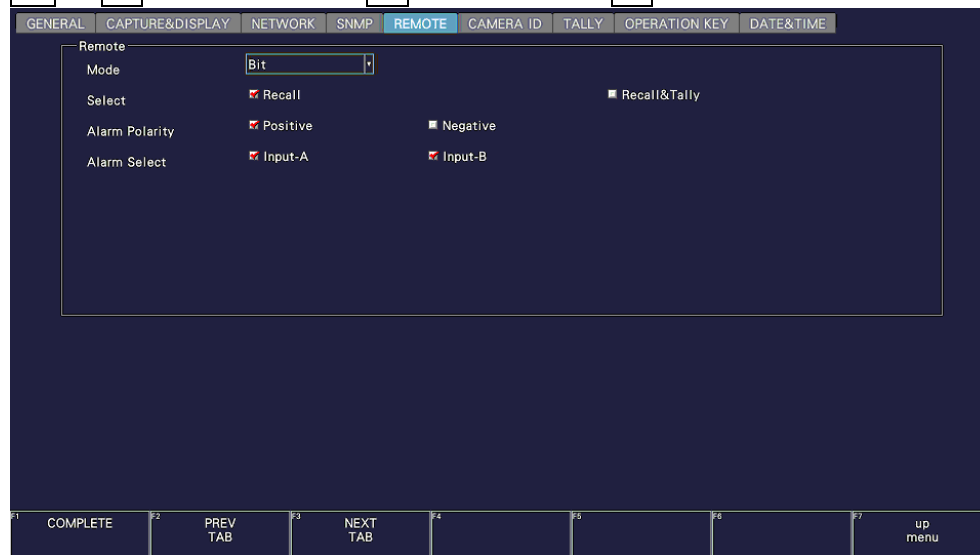 GENERAL CAPTURE&DISPLAY NETWORK SNMP REMOTE CAMERA ID TALLY OPERATION KEY DATE&TIME
Remote
Mode Bit
Select Recall Recall&Tally
Alarm Polarity Positive Negative
Alarm Select Input-A Input-B
F1 COMPLETE F2 PREV TAB F3 NEXT TAB F4 F5 F6 F7 up menu